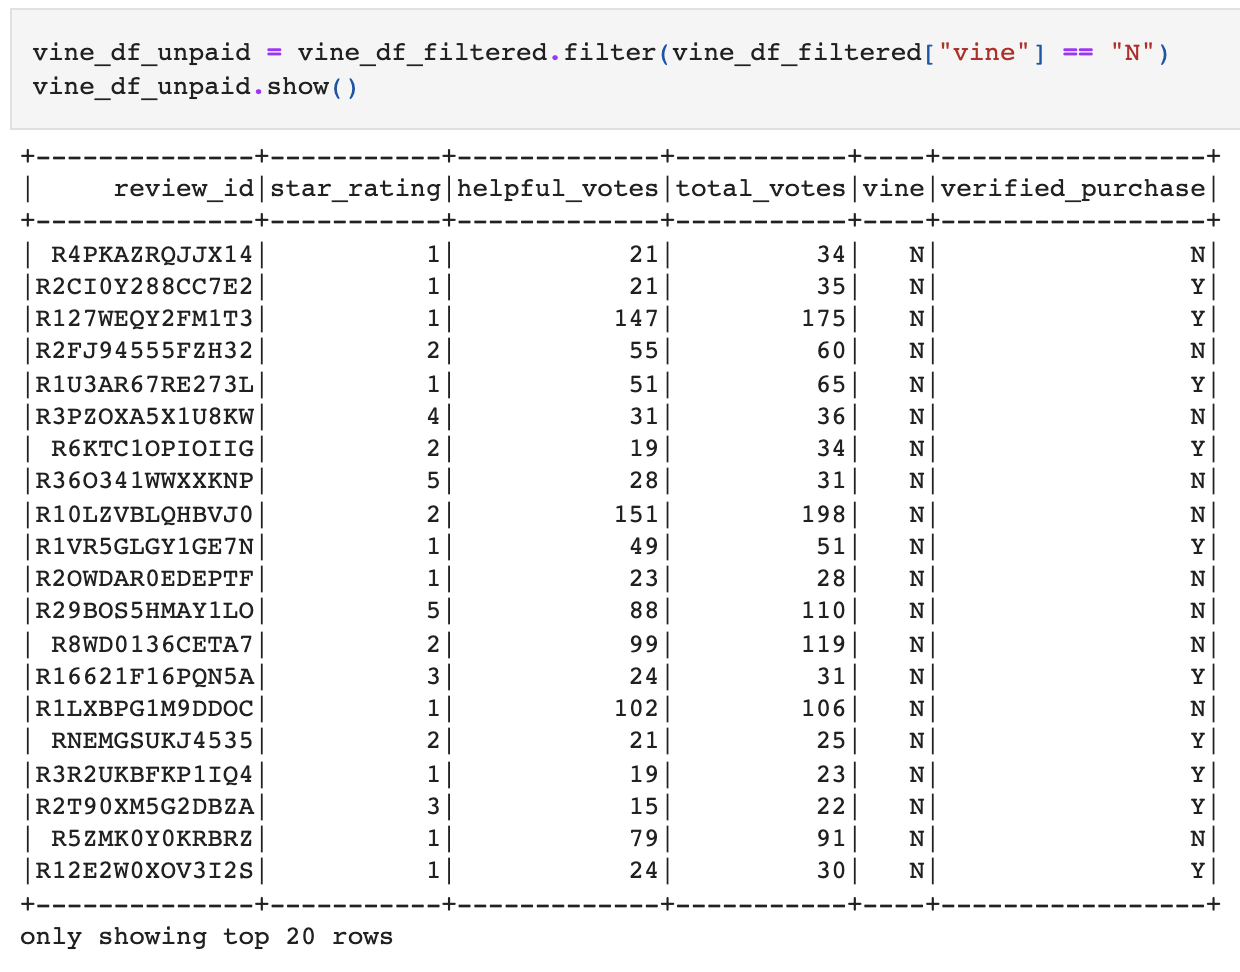 vine_df_unpaid = vine_df_filtered.filter(vine_df_filtered["vine"] == "N")
vine_df_unpaid.show()
+--------------+-----------+-------------+-----------+----+-----------------+
|     review_id|star_rating|helpful_votes|total_votes|vine|verified_purchase|
+--------------+-----------+-------------+-----------+----+-----------------+
| R4PKAZRQJJX14|          1|           21|         34|   N|                N|
|R2CI0Y288CC7E2|          1|           21|         35|   N|                Y|
|R127WEQY2FM1T3|          1|          147|        175|   N|                Y|
|R2FJ94555FZH32|          2|           55|         60|   N|                N|
|R1U3AR67RE273L|          1|           51|         65|   N|                Y|
|R3PZOXA5X1U8KW|          4|           31|         36|   N|                N|
| R6KTC1OPIOIIG|          2|           19|         34|   N|                Y|
|R36O341WWXXKNP|          5|           28|         31|   N|                N|
|R10LZVBLQHBVJ0|          2|          151|        198|   N|                N|
|R1VR5GLGY1GE7N|          1|           49|         51|   N|                Y|
|R2OWDAR0EDEPTF|          1|           23|         28|   N|                N|
|R29BOS5HMAY1LO|          5|           88|        110|   N|                N|
| R8WD0136CETA7|          2|           99|        119|   N|                N|
|R16621F16PQN5A|          3|           24|         31|   N|                Y|
|R1LXBPG1M9DDOC|          1|          102|        106|   N|                N|
| RNEMGSUKJ4535|          2|           21|         25|   N|                Y|
|R3R2UKBFKP1IQ4|          1|           19|         23|   N|                Y|
|R2T90XM5G2DBZA|          3|           15|         22|   N|                Y|
| R5ZMK0Y0KRBRZ|          1|           79|         91|   N|                N|
|R12E2W0XOV3I2S|          1|           24|         30|   N|                Y|
+--------------+-----------+-------------+-----------+----+-----------------+
only showing top 20 rows